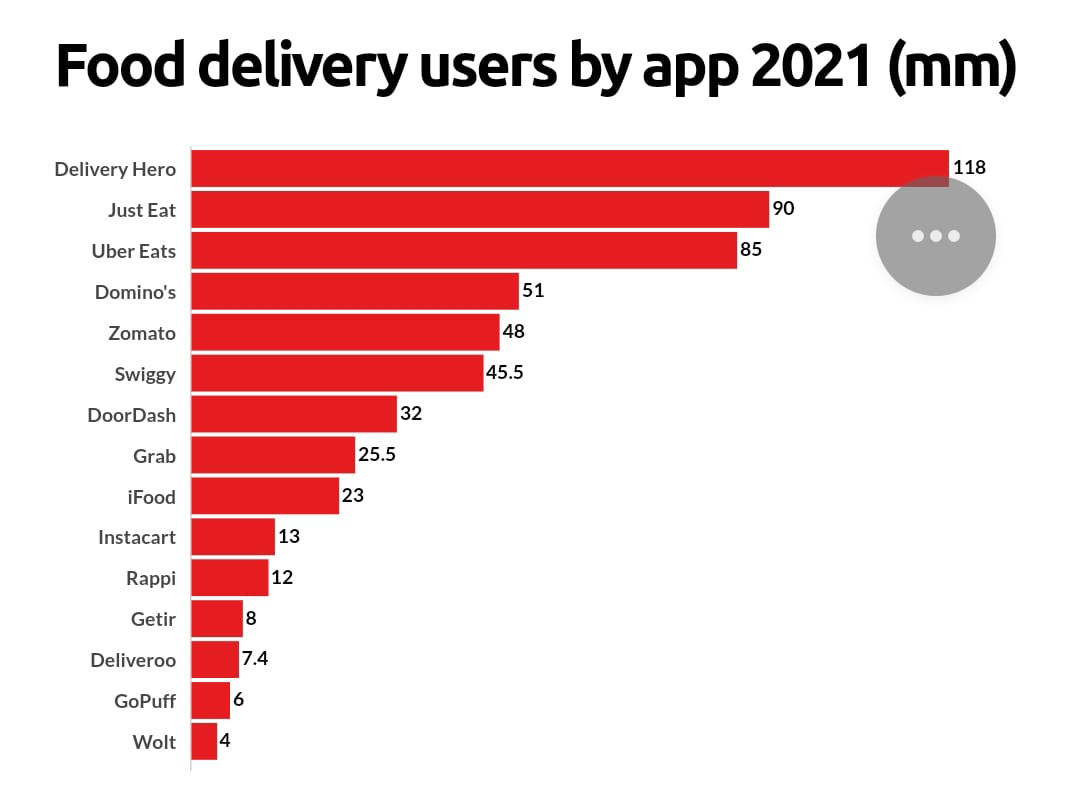 Food delivery users by app 2021 (mm)
Delivery Hero 118
Just Eat 90
Uber Eats 85
Domino's 51
Zomato 48
Swiggy 45.5
DoorDash 32
Grab 25.5
iFood 23
Instacart 13
Rappi 12
Getir 8
Deliveroo 7.4
GoPuff 6
Wolt 4